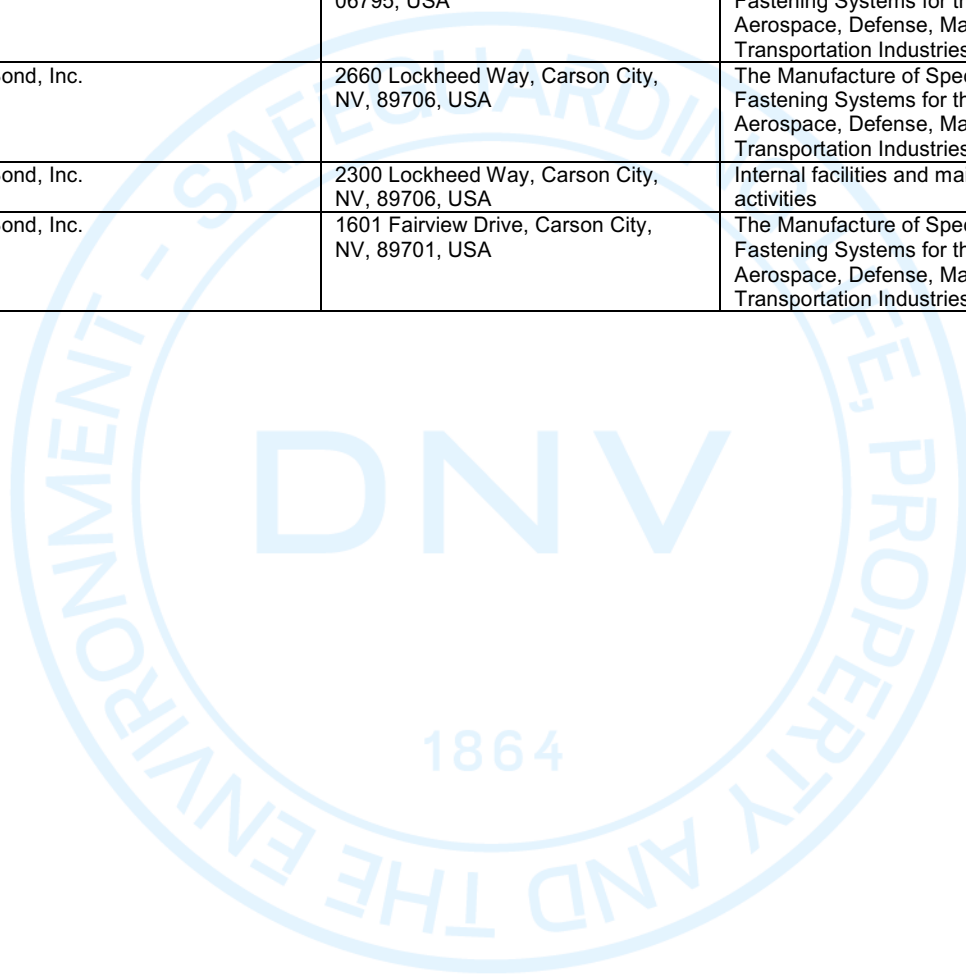 06795, USA
Fastening Systems for th
Aerospace, Defense, Ma
Transportation Industries
ond, Inc.
2660 Lockheed Way, Carson City,
NV, 89706, USA
The Manufacture of Spec
Fastening Systems for th
Aerospace, Defense, Ma
Transportation Industries
ond, Inc.
2300 Lockheed Way, Carson City,
NV, 89706, USA
Internal facilities and mai
activities
ond, Inc.
1601 Fairview Drive, Carson City,
NV, 89701, USA
The Manufacture of Spec
Fastening Systems for th
Aerospace, Defense, Ma
Transportation Industries
SAFEGUARDING LIFE, PROPERTY AND THE ENVIRONMENT -
DNV
1864